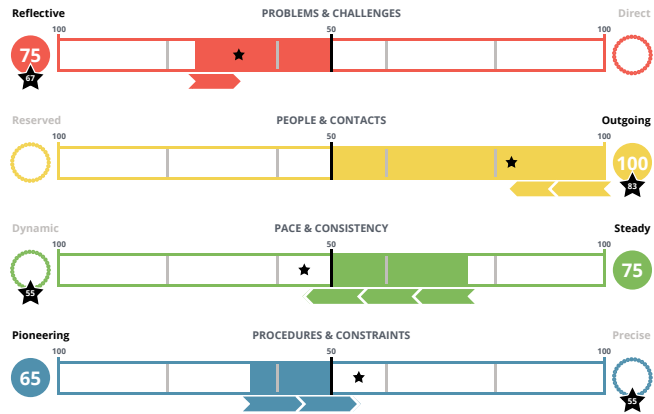 Reflective PROBLEMS & CHALLENGES Direct
100 50 100
75
67
Reserved PEOPLE & CONTACTS Outgoing
100 50 100
100
83
Dynamic PACE & CONSISTENCY Steady
100 50 100
75
55
Pioneering PROCEDURES & CONSTRAINTS Precise
100 50 100
65
55